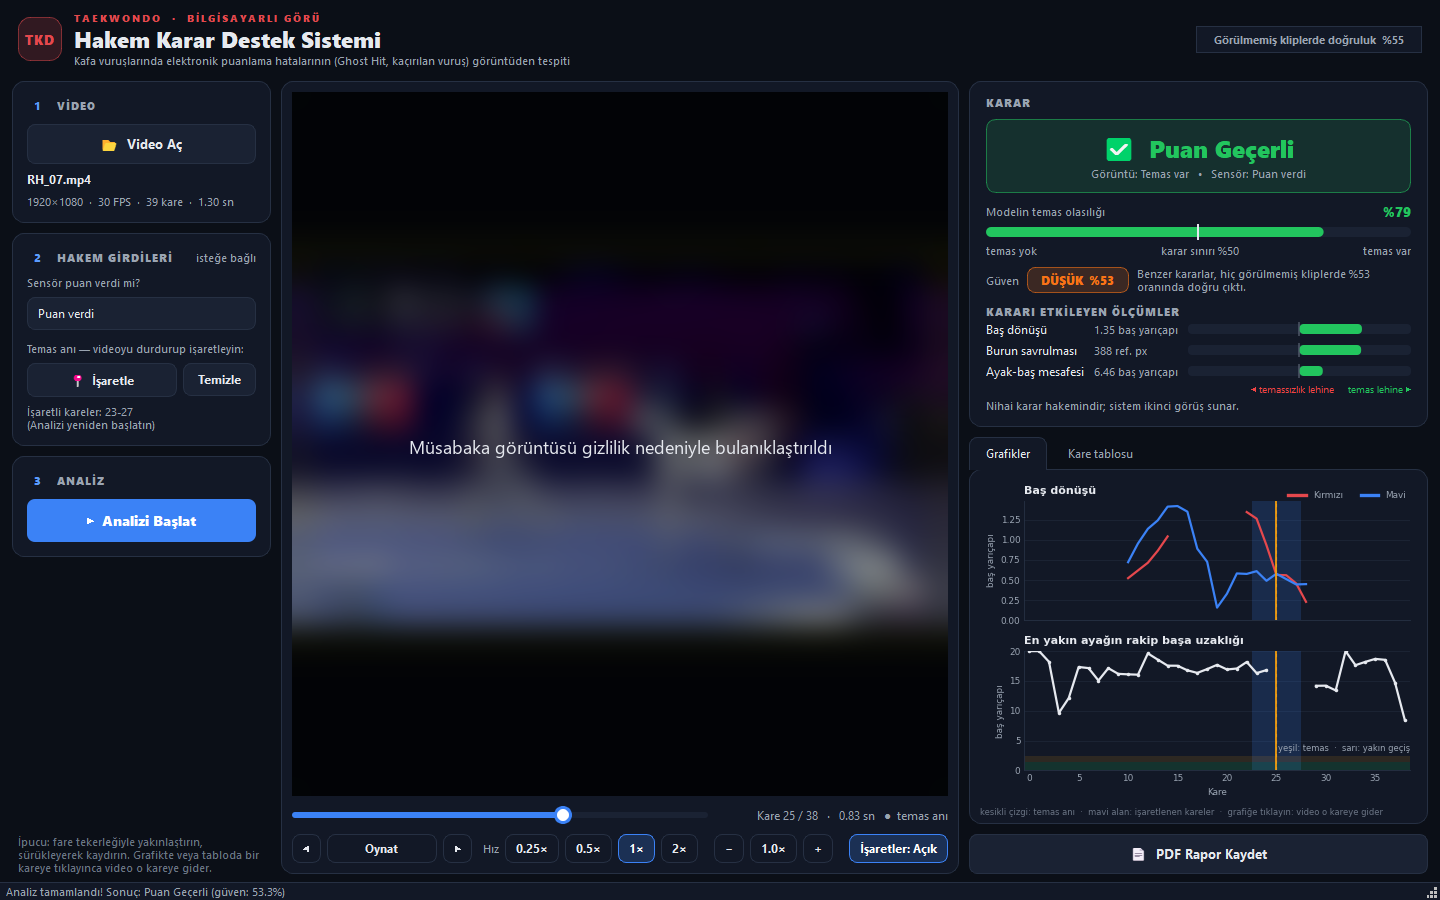 TKD
TAEKWONDO · BİLGİSAYARLI GÖRÜ
Hakem Karar Destek Sistemi
Kafa vuruşlarında elektronik puanlama hatalarının (Ghost Hit, kaçırılan vuruş) görüntüden tespiti
Görülmemiş kliplerde doğruluk %55
1 VİDEO
Video Aç
RH_07.mp4
1920×1080 · 30 FPS · 39 kare · 1.30 sn
2 HAKEM GİRDİLERİ isteğe bağlı
Sensör puan verdi mi?
Puan verdi
Temas anı — videoyu durdurup işaretleyin:
İşaretle
Temizle
İşaretli kareler: 23-27
(Analizi yeniden başlatın)
3 ANALİZ
Analizi Başlat
İpucu: fare tekerleğiyle yakınlaştırın,
sürükleyerek kaydırın. Grafikte veya tabloda bir
kareye tıklayınca video o kareye gider.
Müsabaka görüntüsü gizlilik nedeniyle bulanıklaştırıldı
Kare 25 / 38 · 0.83 sn ● temas anı
Oynat
Hız
0.25×
0.5×
1×
2×
−
1.0×
+
İşaretler: Açık
KARAR
Puan Geçerli
Görüntü: Temas var • Sensör: Puan verdi
Modelin temas olasılığı %79
temas yok karar sınırı %50 temas var
Güven DÜŞÜK %53 Benzer kararlar, hiç görülmemiş kliplerde %53
oranında doğru çıktı.
KARARI ETKİLEYEN ÖLÇÜMLER
Baş dönüşü 1.35 baş yarıçapı
Burun savrulması 388 ref. px
Ayak-baş mesafesi 6.46 baş yarıçapı
◄ temassızlık lehine temas lehine ►
Nihai karar hakemindir; sistem ikinci görüş sunar.
Grafikler
Kare tablosu
Baş dönüşü
Kırmızı Mavi
baş yarıçapı
1.25
1.00
0.75
0.50
0.25
0.00
En yakın ayağın rakip başa uzaklığı
baş yarıçapı
20
15
10
5
0
yeşil: temas · sarı: yakın geçiş
0 5 10 15 20 25 30 35
Kare
kesikli çizgi: temas anı · mavi alan: işaretlenen kareler · grafiğe tıklayın: video o kareye gider
PDF Rapor Kaydet
Analiz tamamlandı! Sonuç: Puan Geçerli (güven: 53.3%)